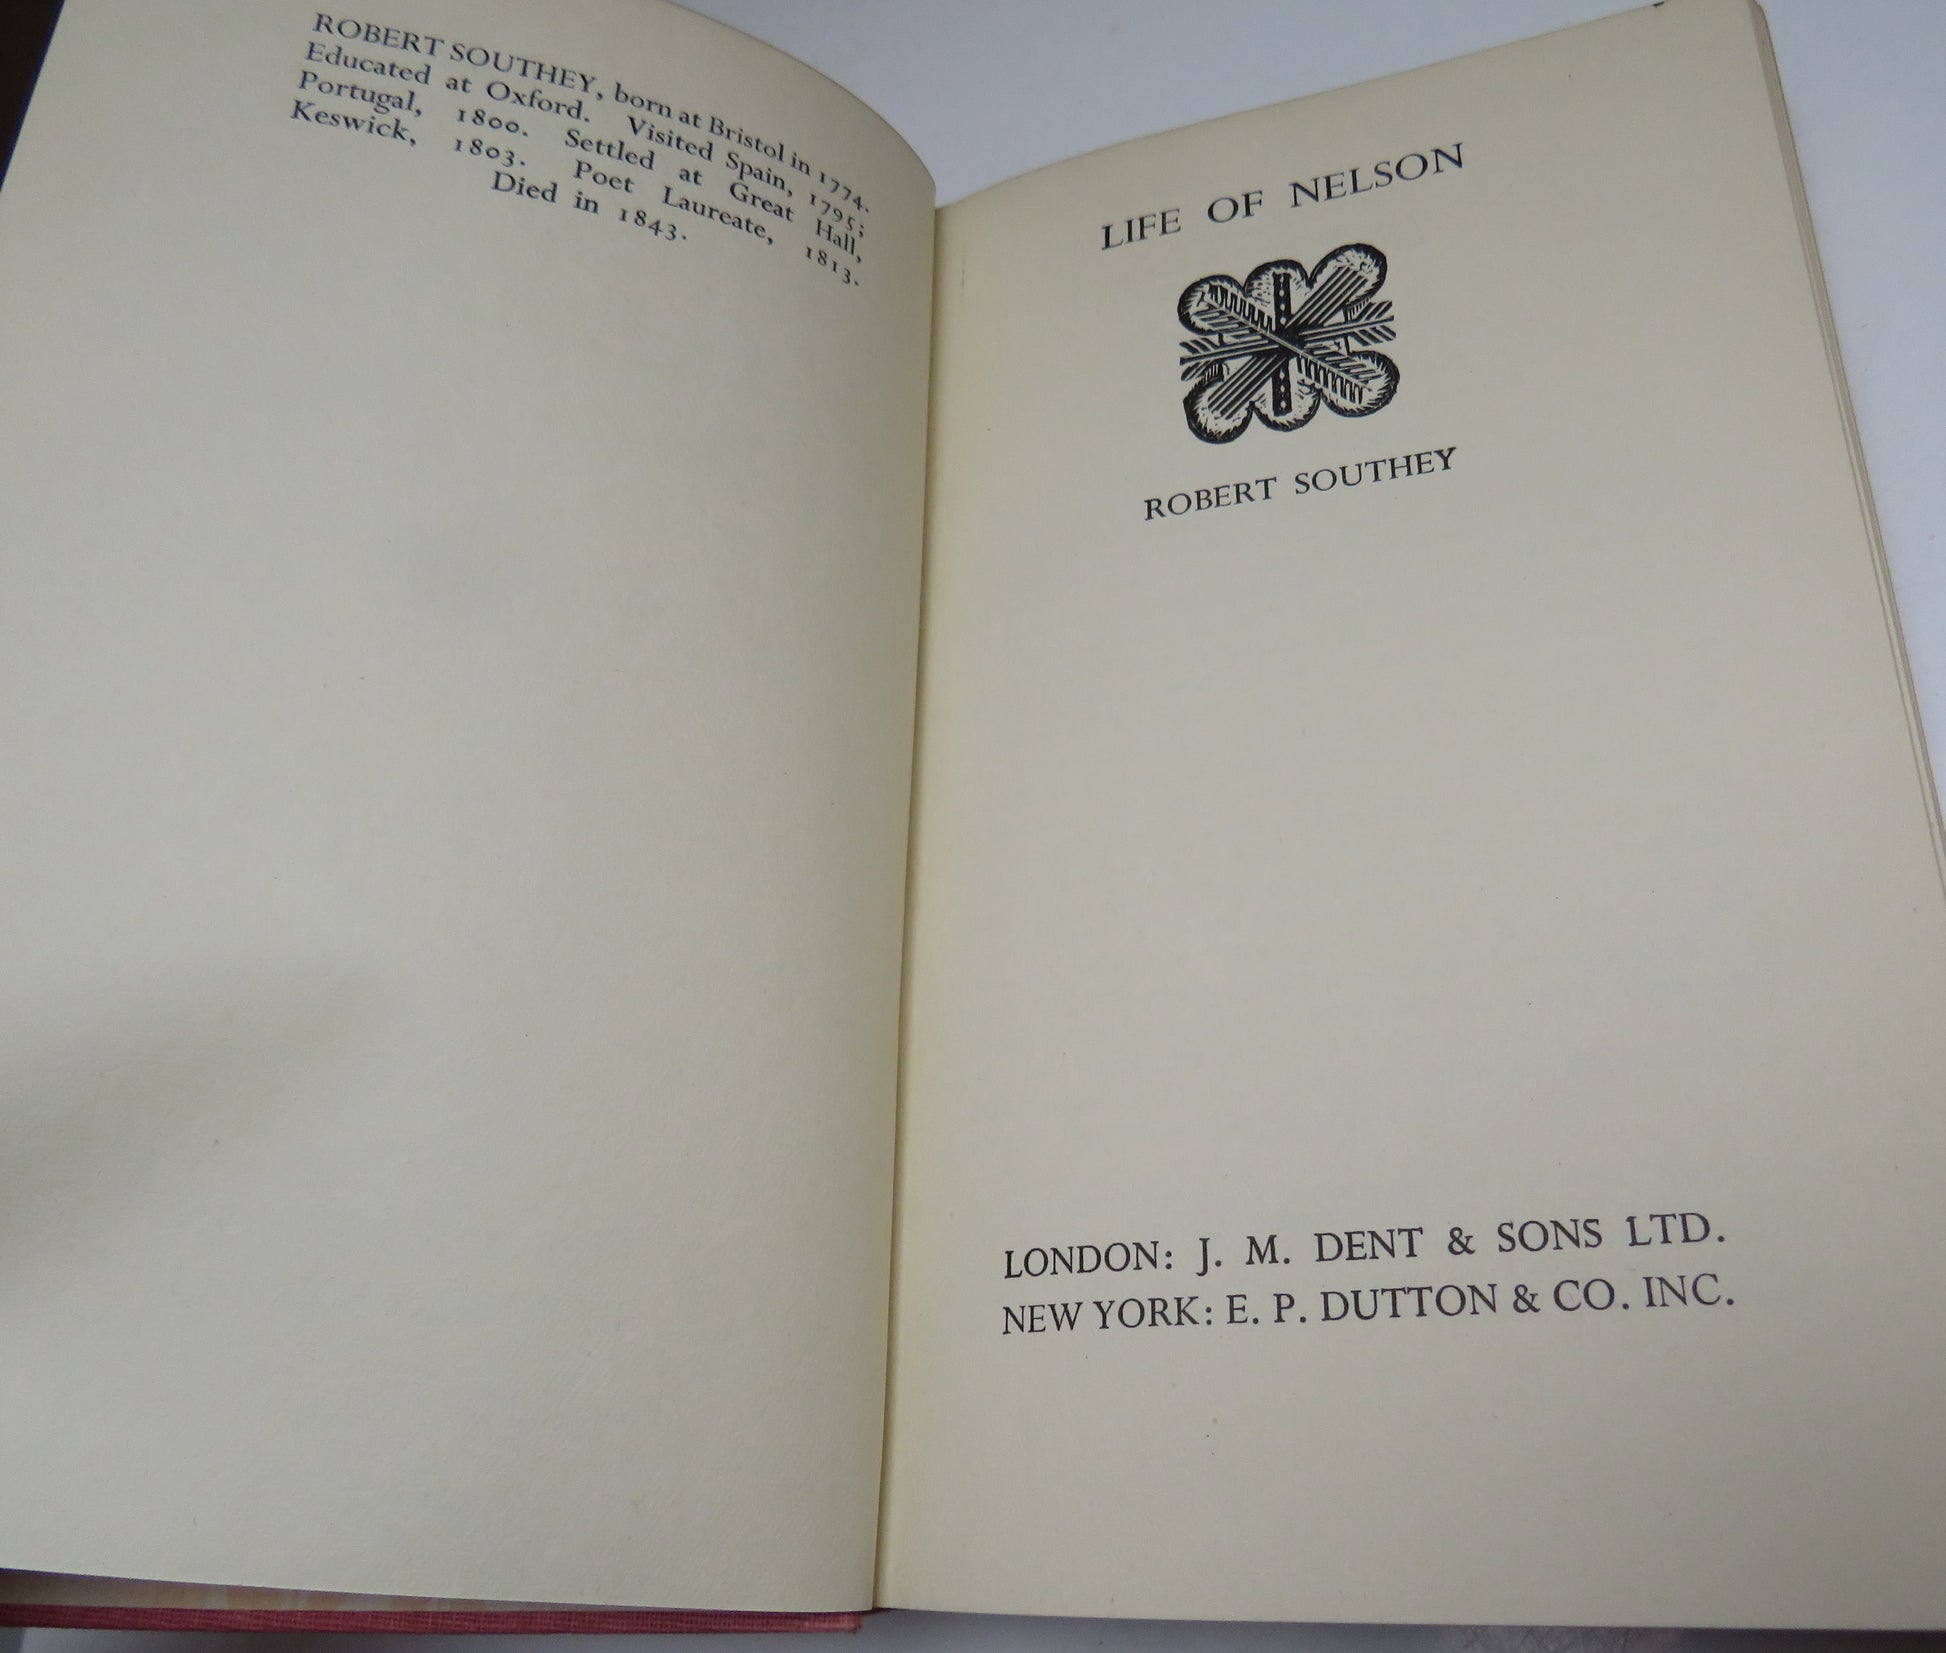 ROBERT SOUTHEY, born at Bristol in 1774.
Educated at Oxford. Visited Spain, 1795;
Portugal, 1800. Settled at Great Hall,
Keswick, 1803. Poet Laureate, 1813.
Died in 1843.
LIFE OF NELSON
ROBERT SOUTHEY
LONDON: J. M. DENT & SONS LTD.
NEW YORK: E. P. DUTTON & CO. INC.